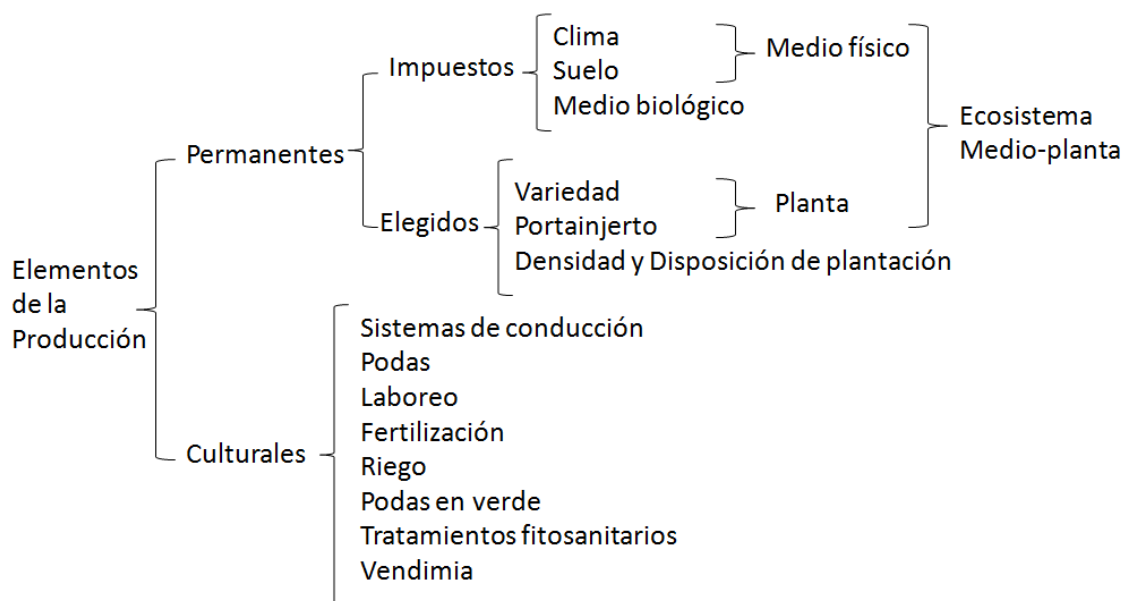 Elementos
de la
Producción
Permanentes
Impuestos
Clima
Suelo
Medio biológico
Medio físico
Elegidos
Variedad
Portainjerto
Densidad y Disposición de plantación
Planta
Ecosistema
Medio-planta
Culturales
Sistemas de conducción
Podas
Laboreo
Fertilización
Riego
Podas en verde
Tratamientos fitosanitarios
Vendimia